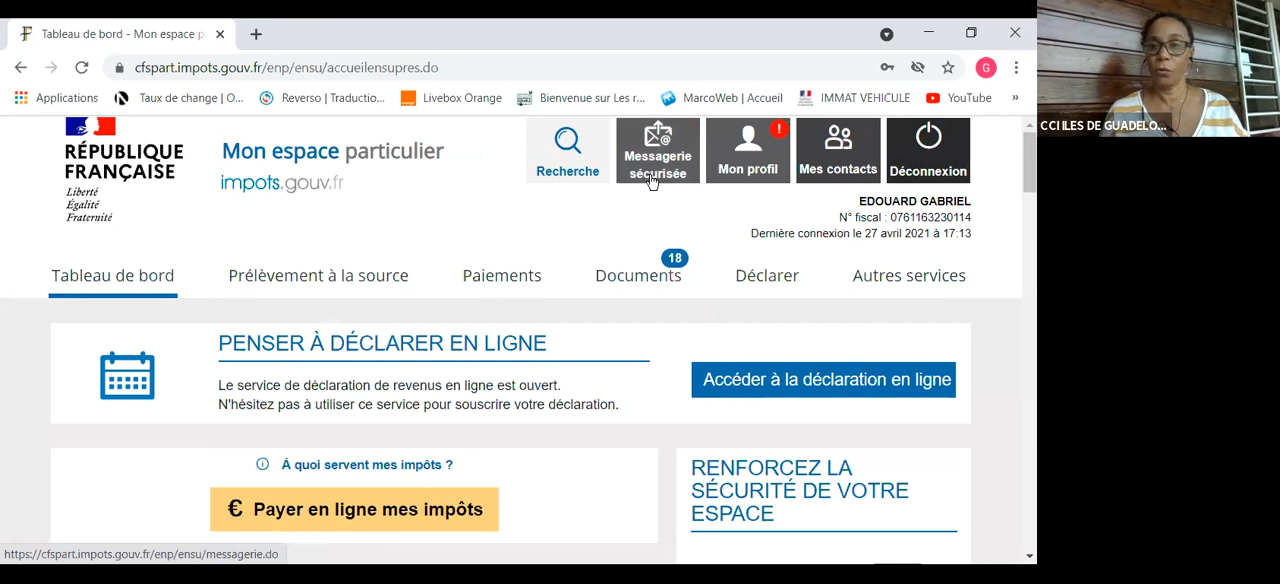 Tableau de bord - Mon espace p
cfspart.impots.gouv.fr/enp/ensu/accueilensupres.do
G
Applications
Taux de change | O...
Reverso | Traductio...
Livebox Orange
Bienvenue sur Les r...
MarcoWeb | Accueil
IMMAT VEHICULE
YouTube
»
CCI ILES DE GUADELO...
RÉPUBLIQUE
FRANÇAISE
Liberté
Égalité
Fraternité
Mon espace particulier
impots.gouv.fr
Recherche
Messagerie
sécurisée
!
Mon profil
Mes contacts
Déconnexion
EDOUARD GABRIEL
N° fiscal : 0761163230114
Dernière connexion le 27 avril 2021 à 17:13
18
Tableau de bord
Prélèvement à la source
Paiements
Documents
Déclarer
Autres services
PENSER À DÉCLARER EN LIGNE
Le service de déclaration de revenus en ligne est ouvert.
N'hésitez pas à utiliser ce service pour souscrire votre déclaration.
Accéder à la déclaration en ligne
À quoi servent mes impôts ?
€ Payer en ligne mes impôts
RENFORCEZ LA
SÉCURITÉ DE VOTRE
ESPACE
https://cfspart.impots.gouv.fr/enp/ensu/messagerie.do